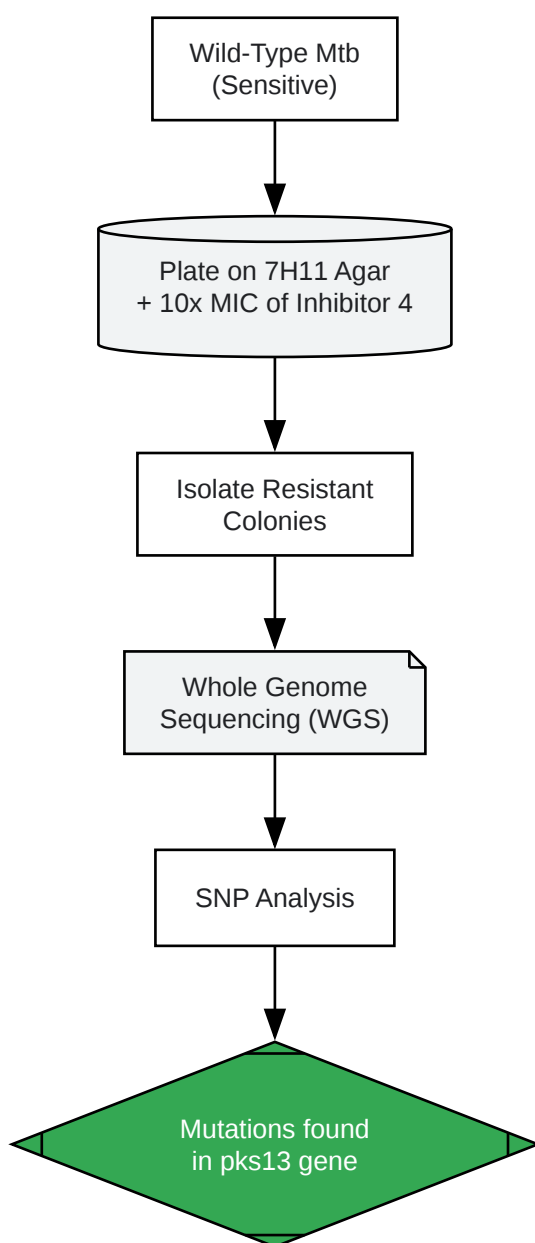 Wild-Type Mtb
(Sensitive)
Plate on 7H11 Agar
+ 10x MIC of Inhibitor 4
Isolate Resistant
Colonies
Whole Genome
Sequencing (WGS)
SNP Analysis
Mutations found
in pks13 gene